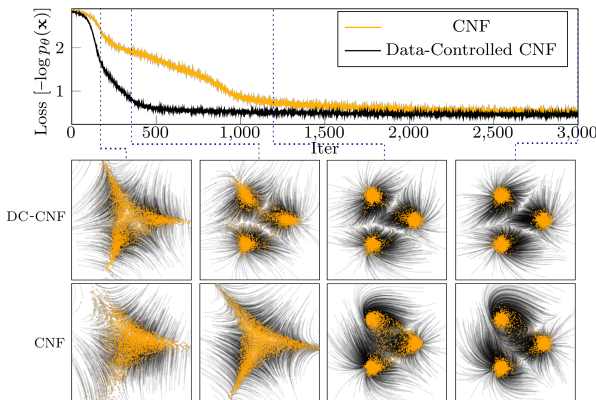 CNF
Data-Controlled CNF
Loss [−log pθ(x)]
2
1
0 500 1,000 1,500 2,000 2,500 3,000
Iter
DC-CNF
CNF